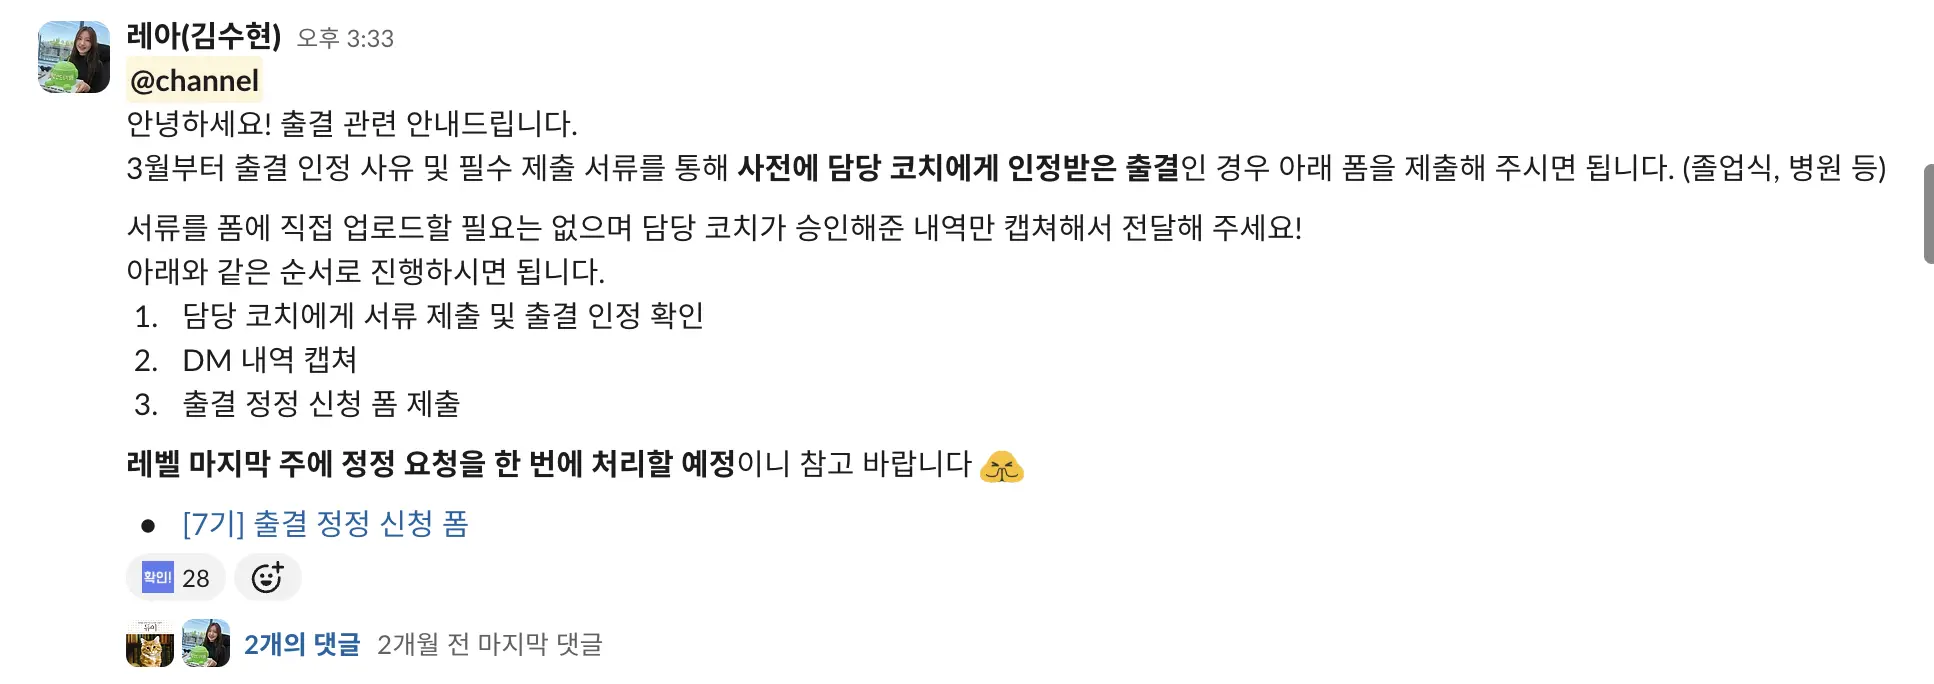 레아(김수현) 오후 3:33
@channel
안녕하세요! 출결 관련 안내드립니다.
3월부터 출결 인정 사유 및 필수 제출 서류를 통해 사전에 담당 코치에게 인정받은 출결인 경우 아래 폼을 제출해 주시면 됩니다. (졸업식, 병원 등)
서류를 폼에 직접 업로드할 필요는 없으며 담당 코치가 승인해준 내역만 캡쳐해서 전달해 주세요!
아래와 같은 순서로 진행하시면 됩니다.
1. 담당 코치에게 서류 제출 및 출결 인정 확인
2. DM 내역 캡쳐
3. 출결 정정 신청 폼 제출
레벨 마지막 주에 정정 요청을 한 번에 처리할 예정이니 참고 바랍니다
• [7기] 출결 정정 신청 폼
확인! 28
2개의 댓글 2개월 전 마지막 댓글